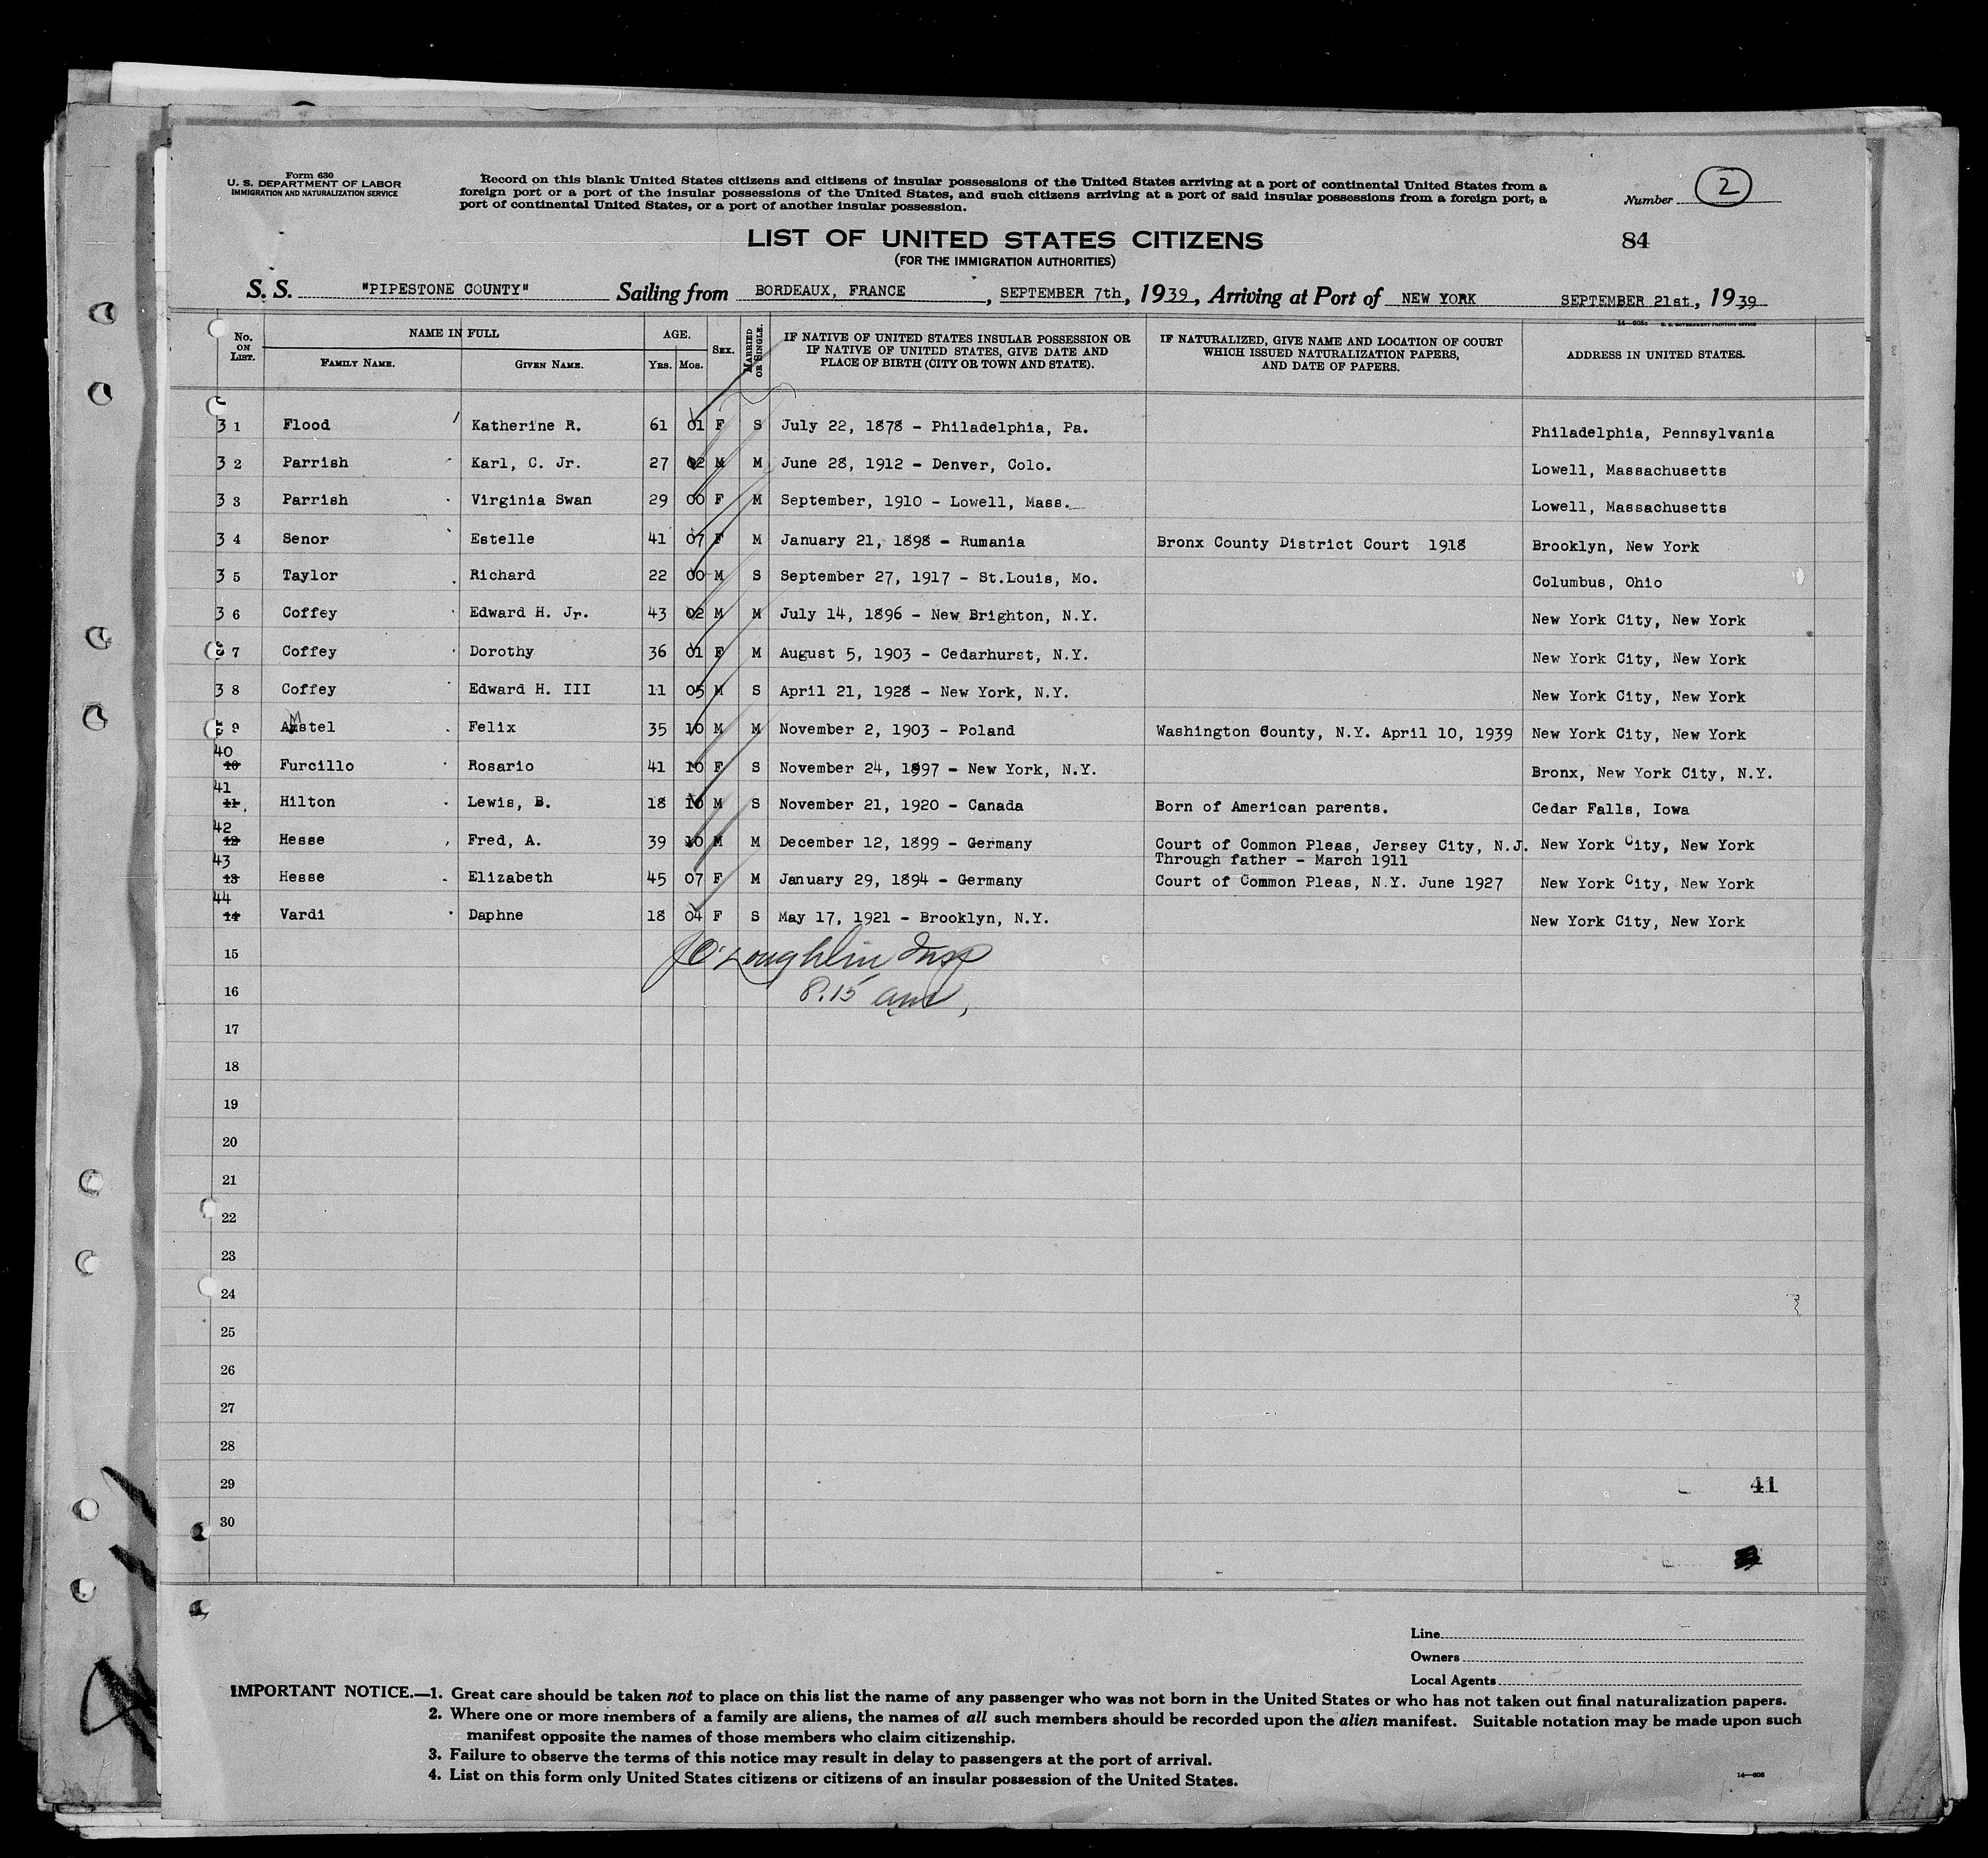 Form 630
U. S. DEPARTMENT OF LABOR
IMMIGRATION AND NATURALIZATION SERVICE
Record on this blank United States citizens and citizens of insular possessions of the United States arriving at a port of continental United States from a
foreign port or a port of the insular possessions of the United States, and such citizens arriving at a port of said insular possessions from a foreign port, a
port of continental United States, or a port of another insular possession.
Number 2
84
LIST OF UNITED STATES CITIZENS
(FOR THE IMMIGRATION AUTHORITIES)
S. S. "PIPESTONE COUNTY" Sailing from BORDEAUX, FRANCE, SEPTEMBER 7th, 1939, Arriving at Port of NEW YORK SEPTEMBER 21st, 1939
No. ON LIST. NAME IN FULL FAMILY NAME. GIVEN NAME. AGE. YRS. MOS. SEX. MARRIED OR SINGLE. IF NATIVE OF UNITED STATES INSULAR POSSESSION OR IF NATIVE OF UNITED STATES, GIVE DATE AND PLACE OF BIRTH (CITY OR TOWN AND STATE). IF NATURALIZED, GIVE NAME AND LOCATION OF COURT WHICH ISSUED NATURALIZATION PAPERS, AND DATE OF PAPERS. ADDRESS IN UNITED STATES.
31 Flood Katherine R. 61 01 F S July 22, 1878 - Philadelphia, Pa. Philadelphia, Pennsylvania
32 Parrish Karl, C. Jr. 27 02 M M June 28, 1912 - Denver, Colo. Lowell, Massachusetts
33 Parrish Virginia Swan 29 00 F M September, 1910 - Lowell, Mass. Lowell, Massachusetts
34 Senor Estelle 41 07 F M January 21, 1898 - Rumania Bronx County District Court 1918 Brooklyn, New York
35 Taylor Richard 22 00 M S September 27, 1917 - St.Louis, Mo. Columbus, Ohio
36 Coffey Edward H. Jr. 43 02 M M July 14, 1896 - New Brighton, N.Y. New York City, New York
37 Coffey Dorothy 36 01 F M August 5, 1903 - Cedarhurst, N.Y. New York City, New York
38 Coffey Edward H. III 11 05 M S April 21, 1928 - New York, N.Y. New York City, New York
39 AMstel Felix 35 10 M M November 2, 1903 - Poland Washington County, N.Y. April 10, 1939 New York City, New York
40 10 Furcillo Rosario 41 10 F S November 24, 1897 - New York, N.Y. Bronx, New York City, N.Y.
41 11. Hilton Lewis, B. 18 10 M S November 21, 1920 - Canada Born of American parents. Cedar Falls, Iowa
42 12 Hesse Fred, A. 39 10 M M December 12, 1899 - Germany Court of Common Pleas, Jersey City, N.J. New York City, New York
Through father - March 1911
43 13 Hesse Elizabeth 45 07 F M January 29, 1894 - Germany Court of Common Pleas, N.Y. June 1927 New York City, New York
44 14 Vardi Daphne 18 04 F S May 17, 1921 - Brooklyn, N.Y. New York City, New York
15 O'Loughlin Insp
16 8.15 am,
17
18
19
20
21
22
23
24
25
26
27
28
29 41
30
Line
Owners
Local Agents
IMPORTANT NOTICE.—1. Great care should be taken not to place on this list the name of any passenger who was not born in the United States or who has not taken out final naturalization papers.
2. Where one or more members of a family are aliens, the names of all such members should be recorded upon the alien manifest. Suitable notation may be made upon such
manifest opposite the names of those members who claim citizenship.
3. Failure to observe the terms of this notice may result in delay to passengers at the port of arrival.
4. List on this form only United States citizens or citizens of an insular possession of the United States.